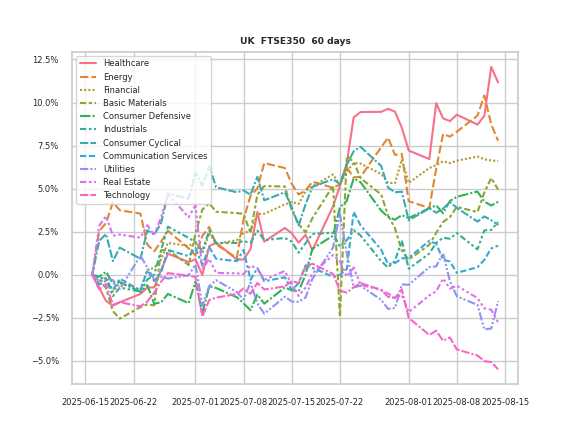 UK  FTSE350  60 days
12.5%
10.0%
7.5%
5.0%
2.5%
0.0%
−2.5%
−5.0%
Healthcare
Energy
Financial
Basic Materials
Consumer Defensive
Industrials
Consumer Cyclical
Communication Services
Utilities
Real Estate
Technology
2025-06-15 2025-06-22 2025-07-01 2025-07-08 2025-07-15 2025-07-22 2025-08-01 2025-08-08 2025-08-15